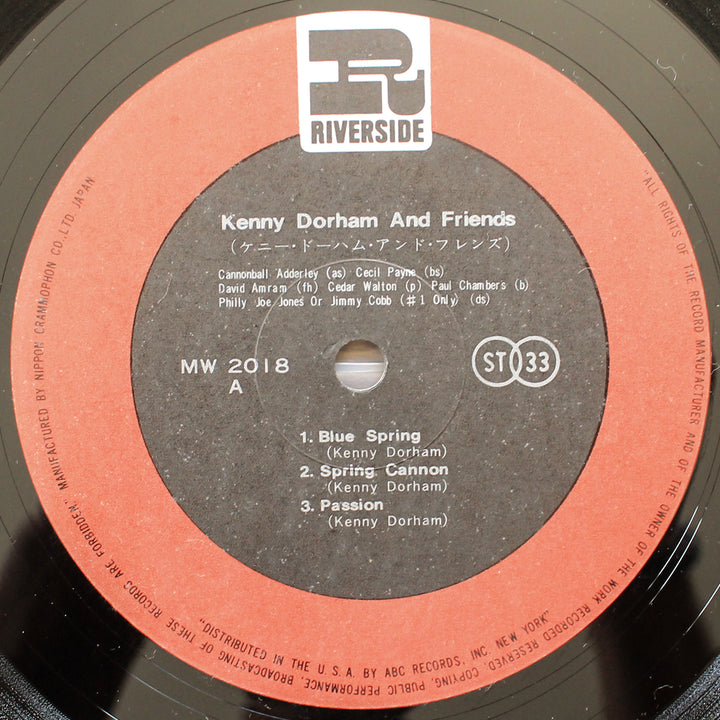 RIVERSIDE
Kenny Dorham And Friends
(ケニー・ドーハム・アンド・フレンズ)
Cannonball Adderley (as) Cecil Payne (bs)
David Amram (fh) Cedar Walton (p) Paul Chambers (b)
Philly Joe Jones Or Jimmy Cobb (#1 Only) (ds)
MW 2018
A
ST 33
1. Blue Spring
(Kenny Dorham)
2. Spring Cannon
(Kenny Dorham)
3. Passion
(Kenny Dorham)
"ALL RIGHTS OF THE RECORD MANUFACTURER AND OF THE OWNER OF THE WORK RECORDED RESERVED. COPYING, PUBLIC PERFORMANCE, BROADCASTING OF THESE RECORDS ARE FORBIDDEN" MANUFACTURED BY NIPPON GRAMMOPHON CO., LTD. JAPAN
"DISTRIBUTED IN THE U. S. A. BY ABC RECORDS, INC. NEW YORK"